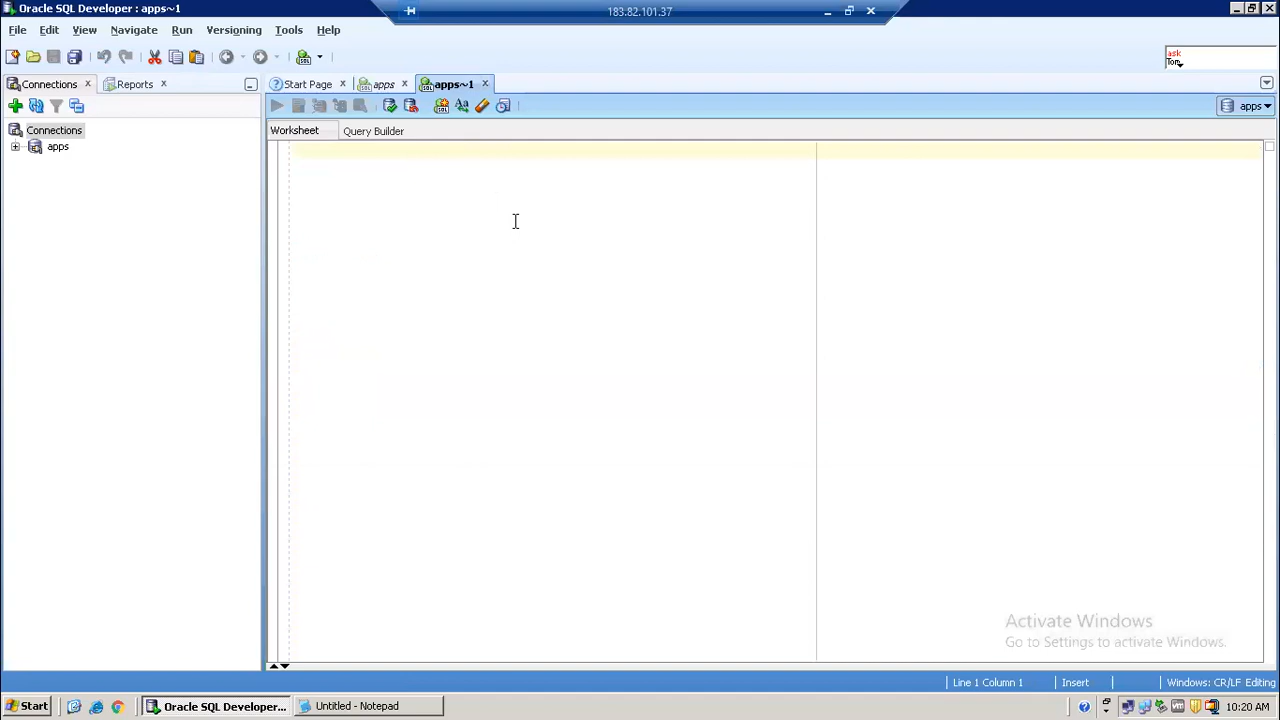 Oracle SQL Developer : apps~1
183.82.101.37
File Edit View Navigate Run Versioning Tools Help
ask
Tom
Connections Reports Start Page apps apps~1
apps
Connections
apps
Worksheet Query Builder
Activate Windows
Go to Settings to activate Windows.
Line 1 Column 1 Insert Windows: CR/LF Editing
Start Oracle SQL Developer... Untitled - Notepad 10:20 AM